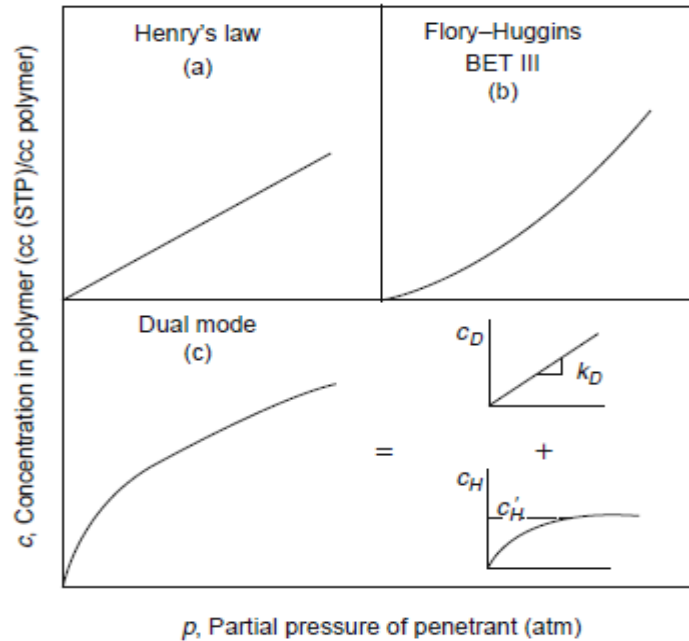 c, Concentration in polymer (cc (STP)/cc polymer)
Henry's law
(a)
Flory–Huggins
BET III
(b)
Dual mode
(c)
c_D
k_D
=
+
c_H
c'_H
p, Partial pressure of penetrant (atm)